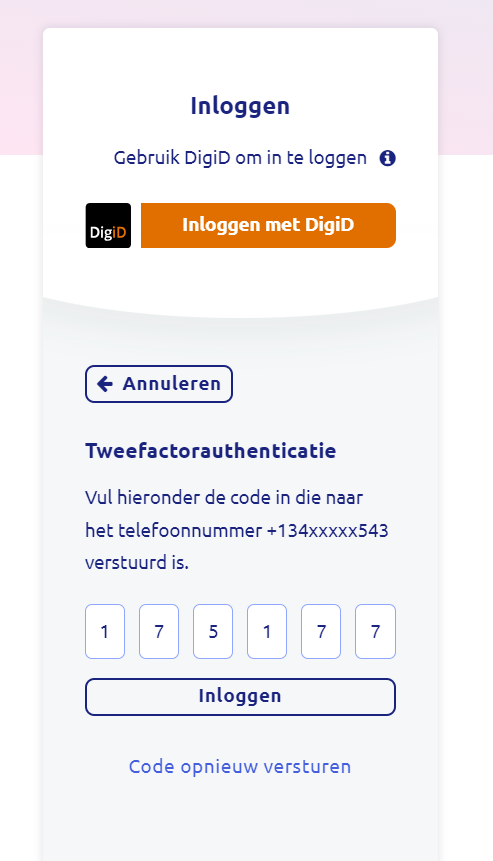 Inloggen
Gebruik DigiD om in te loggen
DigiD
Inloggen met DigiD
Annuleren
Tweefactorauthenticatie
Vul hieronder de code in die naar
het telefoonnummer +134xxxxx543
verstuurd is.
1 7 5 1 7 7
Inloggen
Code opnieuw versturen